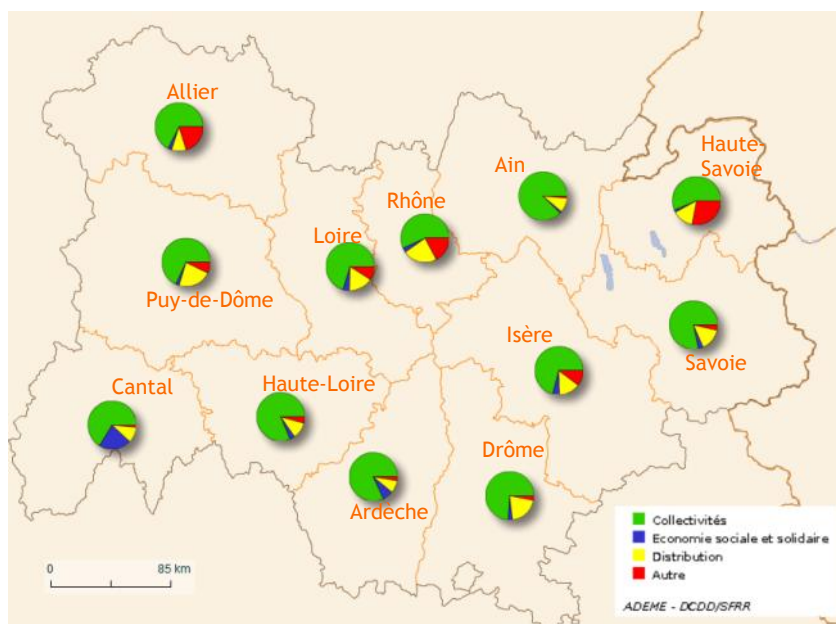 Allier
Haute-
Savoie
Ain
Rhône
Loire
Puy-de-Dôme
Isère
Savoie
Cantal
Haute-Loire
Drôme
Ardèche
Collectivités
Economie sociale et solidaire
Distribution
Autre
0 85 km
ADEME - DCDD/SFRR